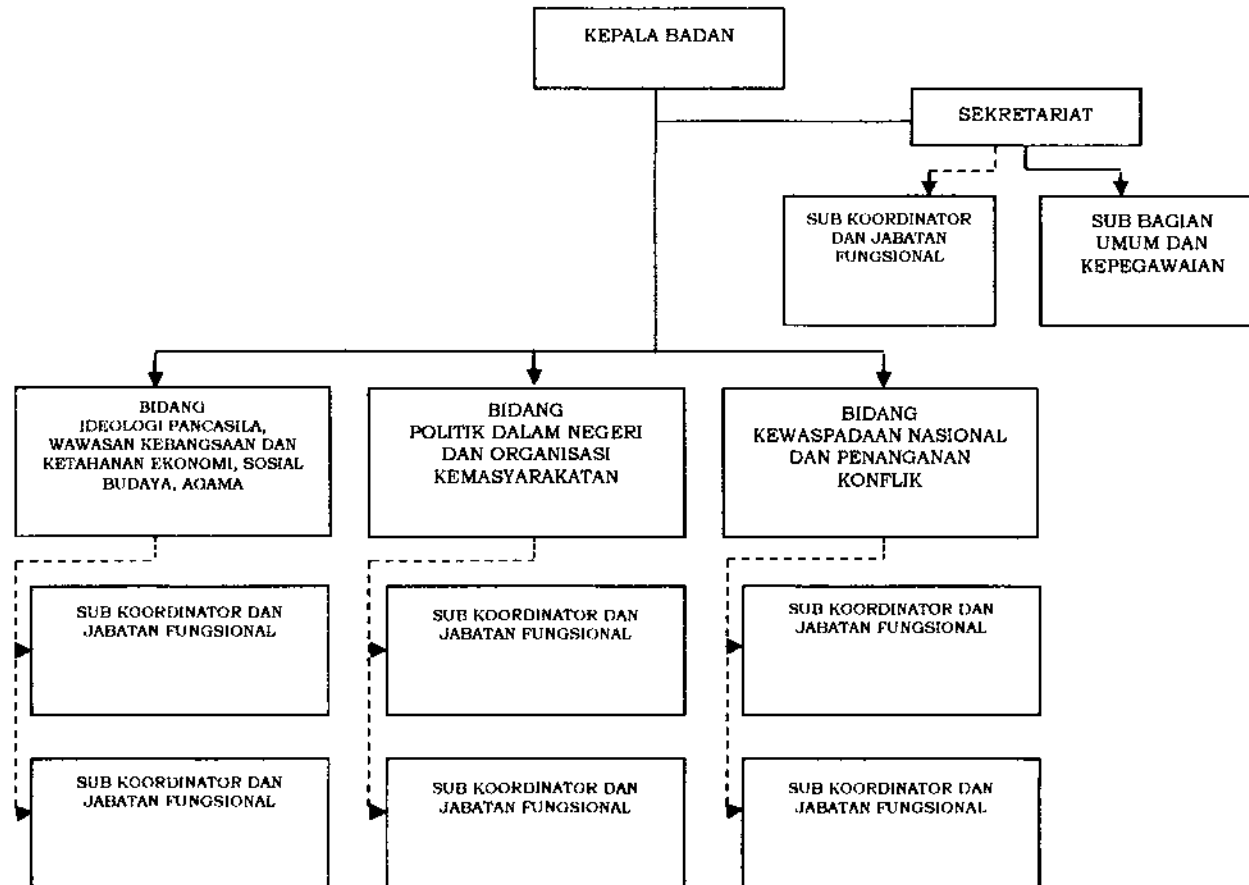 KEPALA BADAN
SEKRETARIAT
SUB KOORDINATOR
DAN JABATAN
FUNGSIONAL
SUB BAGIAN
UMUM DAN
KEPEGAWAIAN
BIDANG
IDEOLOGI PANCASILA,
WAWASAN KEBANGSAAN DAN
KETAHANAN EKONOMI, SOSIAL
BUDAYA, AGAMA
BIDANG
POLITIK DALAM NEGERI
DAN ORGANISASI
KEMASYARAKATAN
BIDANG
KEWASPADAAN NASIONAL
DAN PENANGANAN
KONFLIK
SUB KOORDINATOR DAN
JABATAN FUNGSIONAL
SUB KOORDINATOR DAN
JABATAN FUNGSIONAL
SUB KOORDINATOR DAN
JABATAN FUNGSIONAL
SUB KOORDINATOR DAN
JABATAN FUNGSIONAL
SUB KOORDINATOR DAN
JABATAN FUNGSIONAL
SUB KOORDINATOR DAN
JABATAN FUNGSIONAL